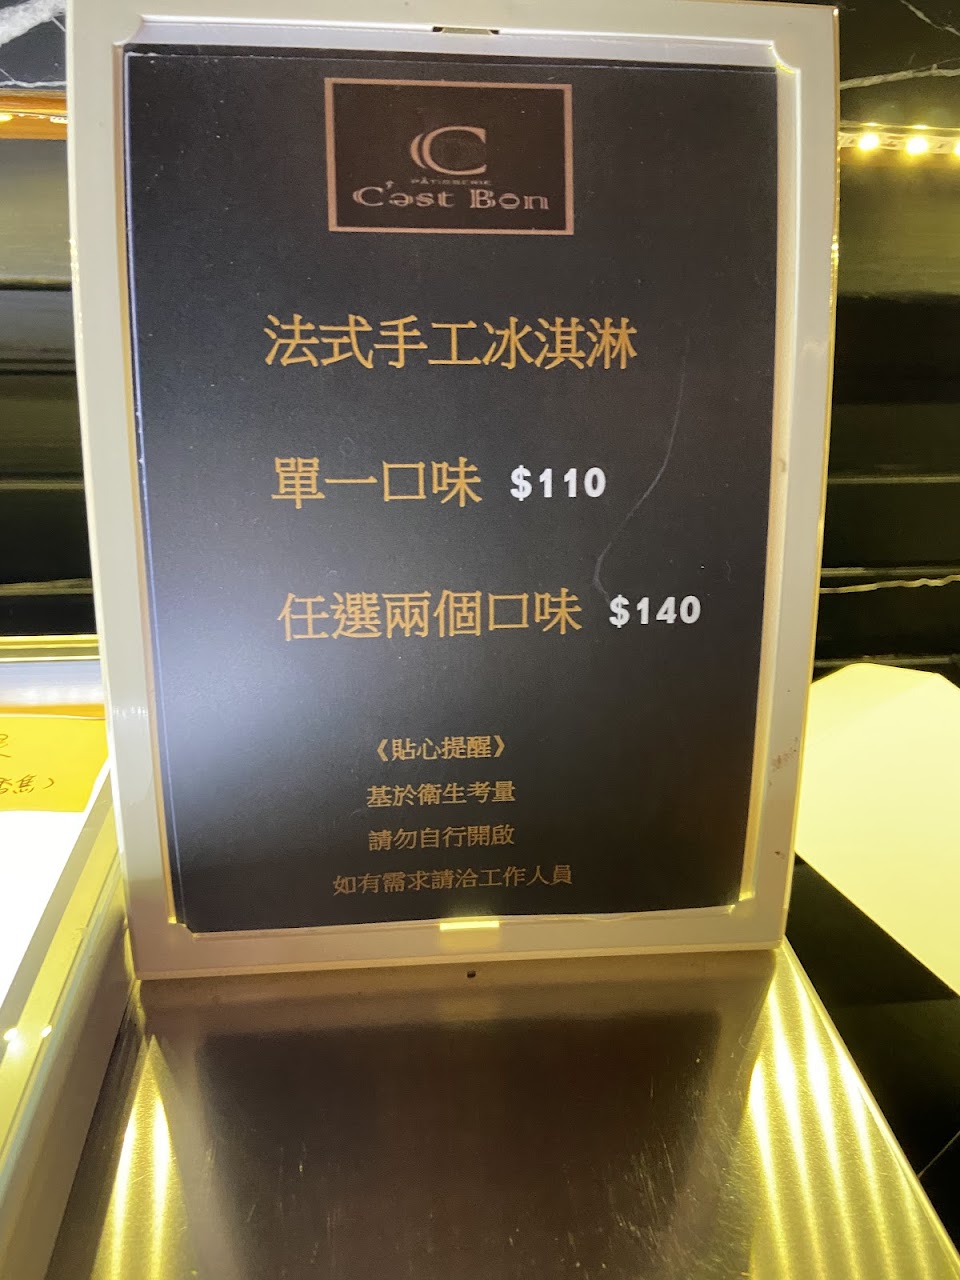 C
PÂTISSERIE
C'est Bon
法式手工冰淇淋
單一口味 $110
任選兩個口味 $140
《貼心提醒》
基於衛生考量
請勿自行開啟
如有需求請洽工作人員